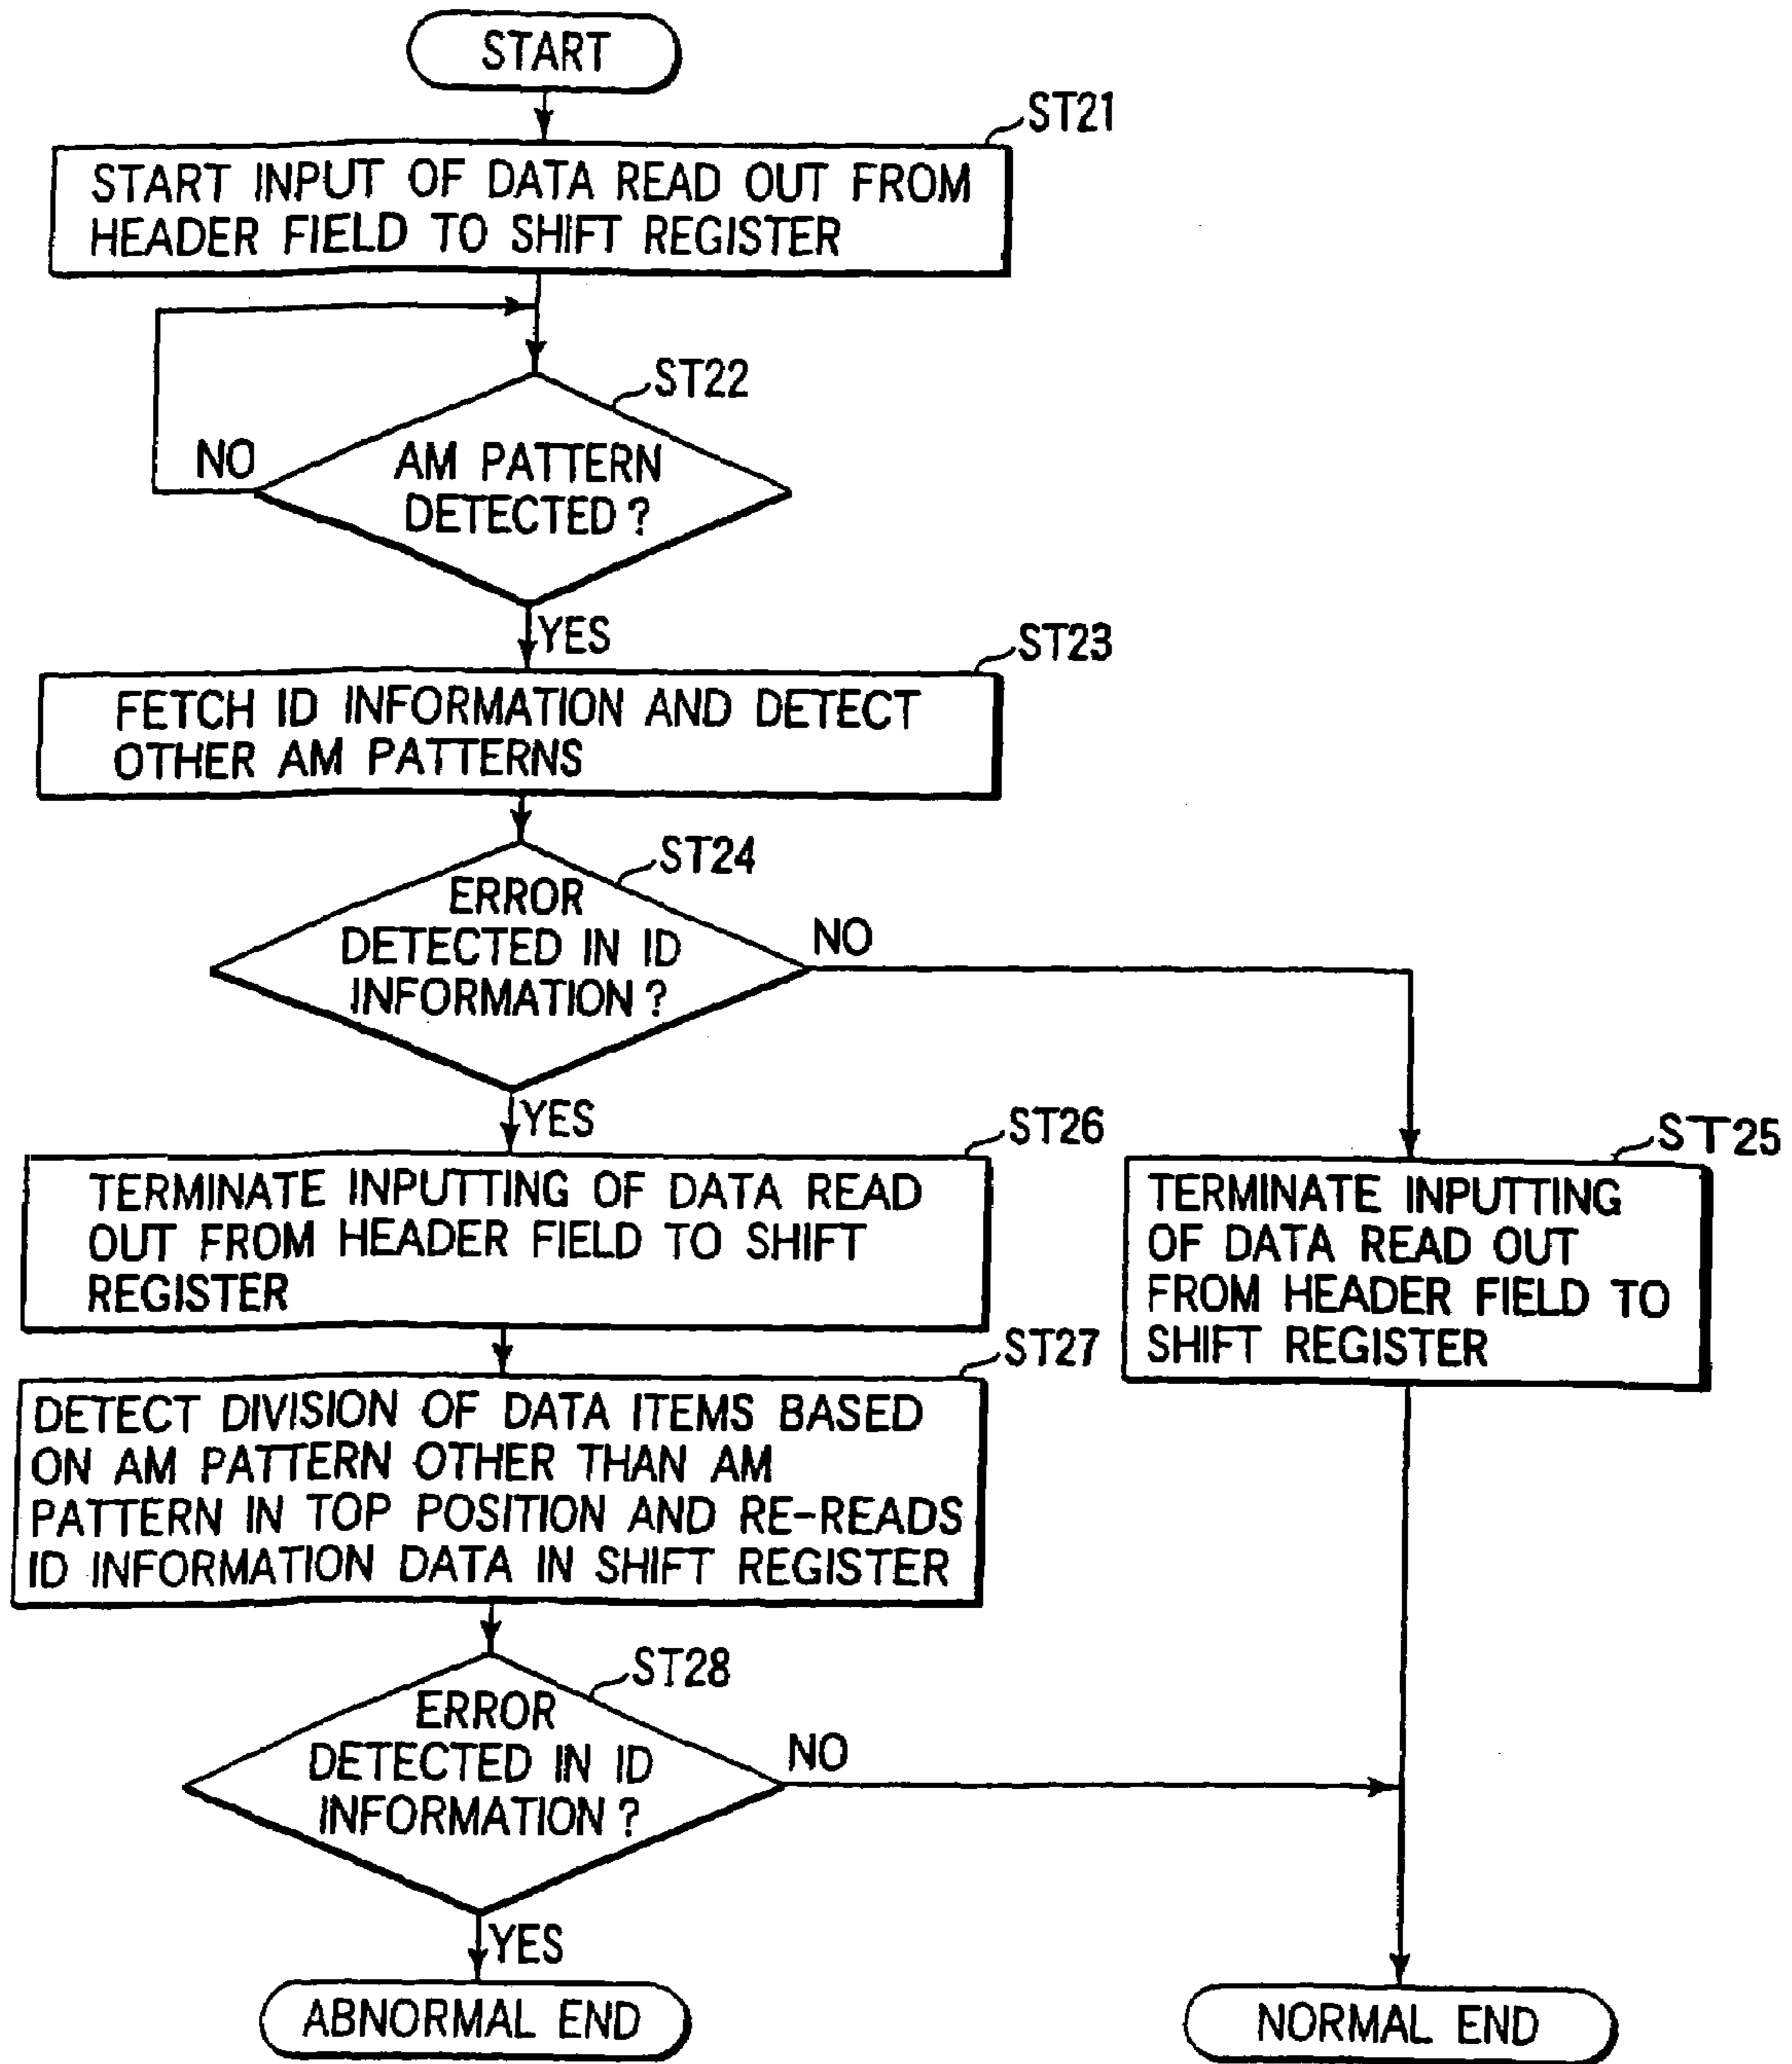 START
ST21
START INPUT OF DATA READ OUT FROM
HEADER FIELD TO SHIFT REGISTER
ST22
NO
AM PATTERN
DETECTED?
YES
ST23
FETCH ID INFORMATION AND DETECT
OTHER AM PATTERNS
ST24
ERROR
DETECTED IN ID
INFORMATION?
NO
YES
ST26
TERMINATE INPUTTING OF DATA READ
OUT FROM HEADER FIELD TO SHIFT
REGISTER
ST25
TERMINATE INPUTTING
OF DATA READ OUT
FROM HEADER FIELD TO
SHIFT REGISTER
ST27
DETECT DIVISION OF DATA ITEMS BASED
ON AM PATTERN OTHER THAN AM
PATTERN IN TOP POSITION AND RE-READS
ID INFORMATION DATA IN SHIFT REGISTER
ST28
ERROR
DETECTED IN ID
INFORMATION?
NO
YES
ABNORMAL END
NORMAL END